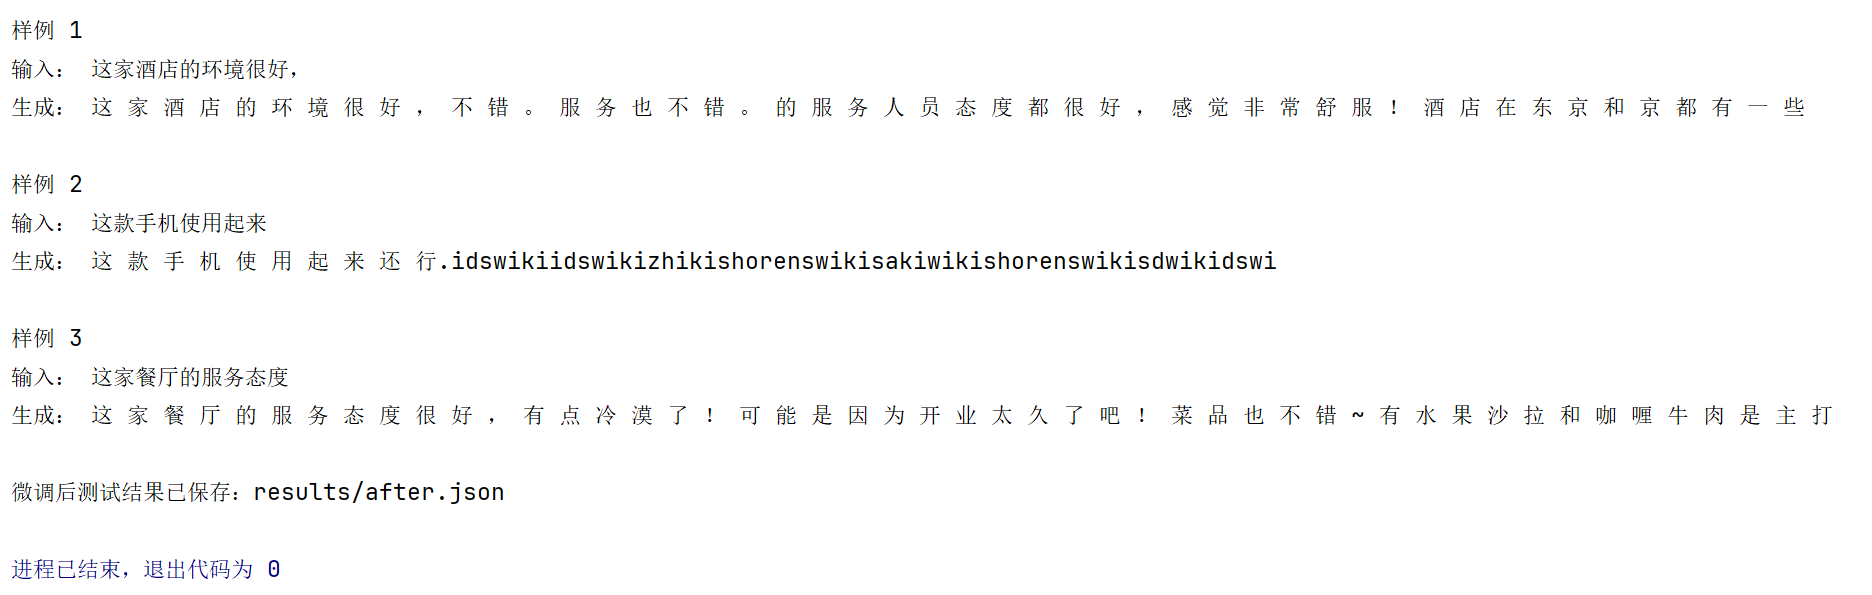 样例 1
输入： 这家酒店的环境很好，
生成： 这 家 酒 店 的 环 境 很 好 ， 不 错 。 服 务 也 不 错 。 的 服 务 人 员 态 度 都 很 好 ， 感 觉 非 常 舒 服 ！ 酒 店 在 东 京 和 京 都 有 一 些
样例 2
输入： 这款手机使用起来
生成： 这 款 手 机 使 用 起 来 还 行.idswikiidswikizhikishorenswikisakiwikishorenswikisdwikidswi
样例 3
输入： 这家餐厅的服务态度
生成： 这 家 餐 厅 的 服 务 态 度 很 好 ， 有 点 冷 漠 了 ！ 可 能 是 因 为 开 业 太 久 了 吧 ！ 菜 品 也 不 错 ~ 有 水 果 沙 拉 和 咖 喱 牛 肉 是 主 打
微调后测试结果已保存：results/after.json
进程已结束，退出代码为 0